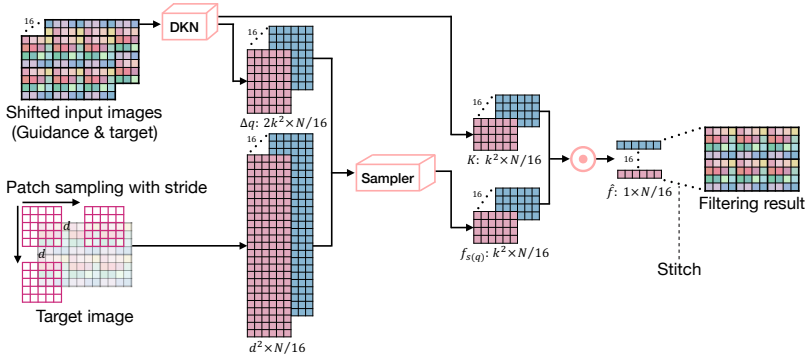 16
DKN
16
Shifted input images
(Guidance & target)
Δq: 2k²×N/16
16
16
K: k²×N/16
16
f̂: 1×N/16
Filtering result
Patch sampling with stride
Sampler
d
d
16
f_{s(q)}: k²×N/16
Stitch
Target image
d²×N/16